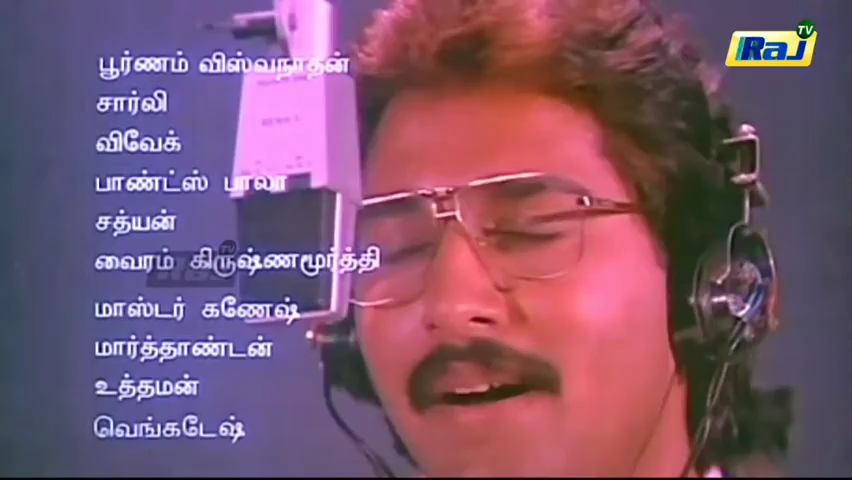 பூர்ணம் விஸ்வநாதன்
சார்லி
விவேக்
பாண்ட்ஸ் பாலா
சத்யன்
வைரம் கிருஷ்ணமூர்த்தி
மாஸ்டர் கணேஷ்
மார்த்தாண்டன்
உத்தமன்
வெங்கடேஷ்
Raj TV